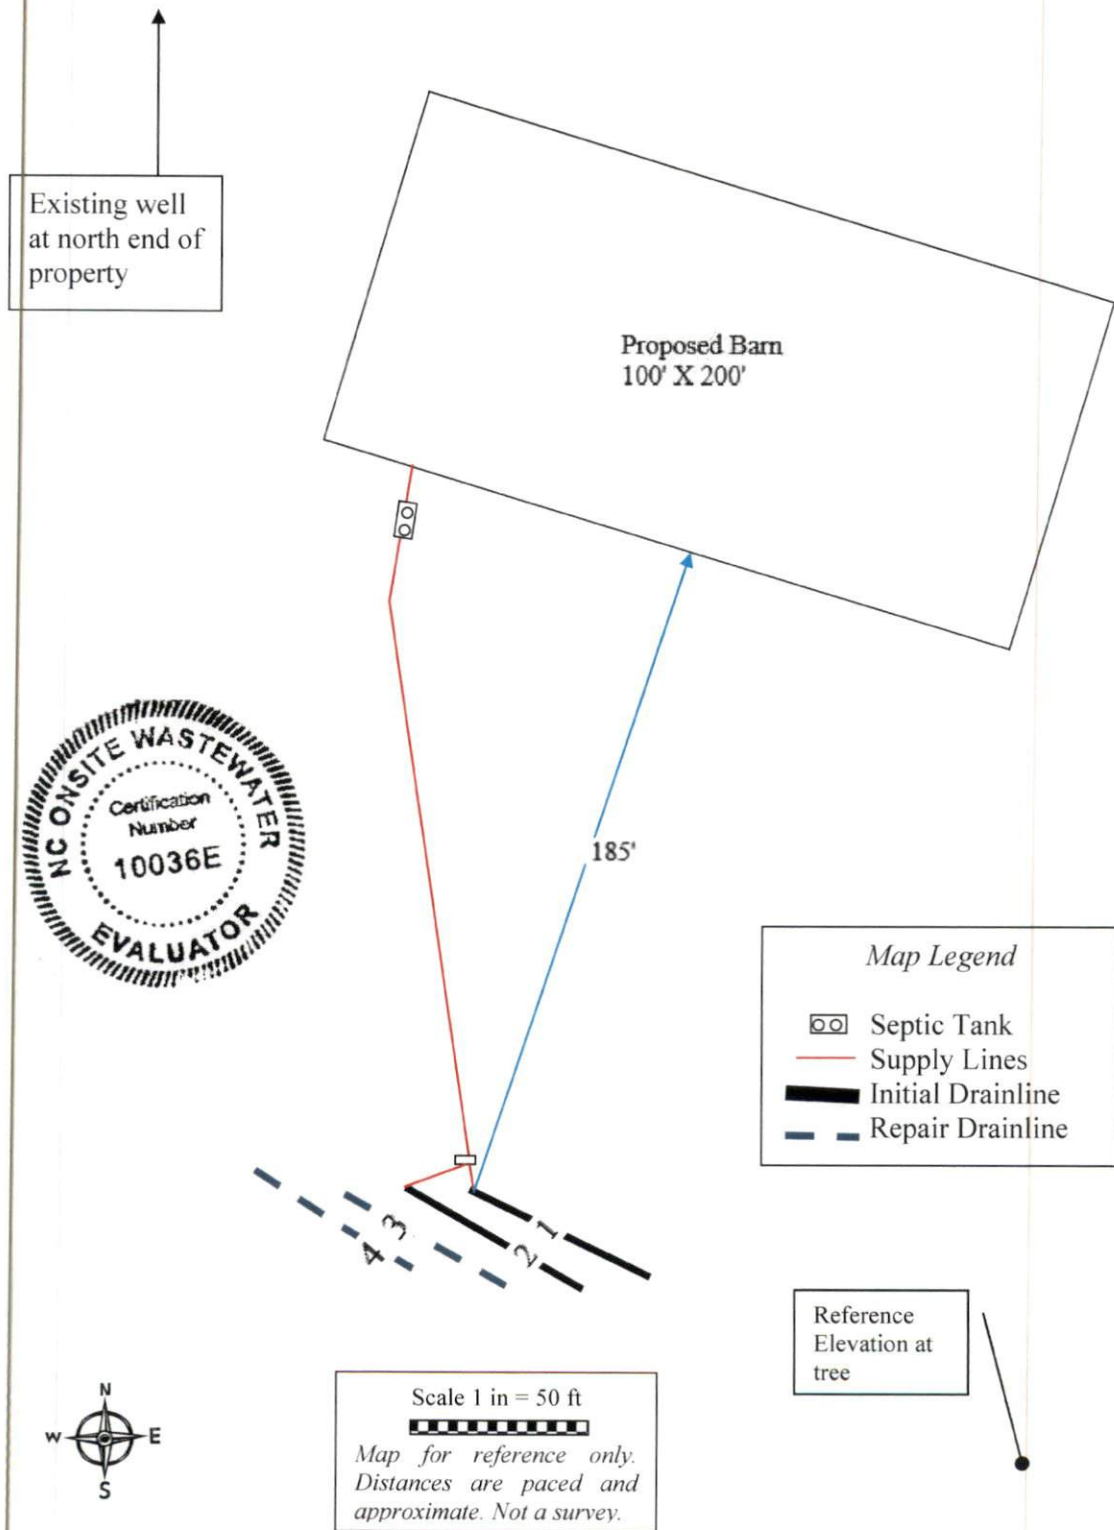 Existing well
at north end of
property
Proposed Barn
100' X 200'
185'
NC ONSITE WASTEWATER
Certification
Number
10036E
EVALUATOR
Map Legend
Septic Tank
Supply Lines
Initial Drainline
Repair Drainline
1
2
3
4
Reference
Elevation at
tree
N
W
E
S
Scale 1 in = 50 ft
Map for reference only.
Distances are paced and
approximate. Not a survey.